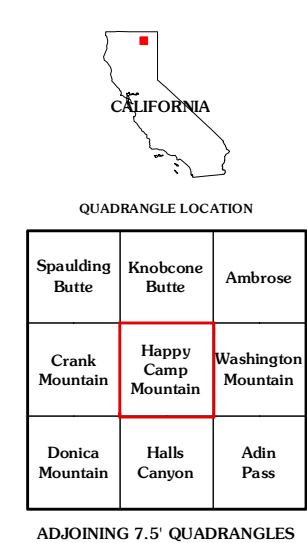 CALIFORNIA
QUADRANGLE LOCATION
Spaulding
Butte
Knobcone
Butte
Ambrose
Crank
Mountain
Happy
Camp
Mountain
Washington
Mountain
Donica
Mountain
Halls
Canyon
Adin
Pass
ADJOINING 7.5' QUADRANGLES